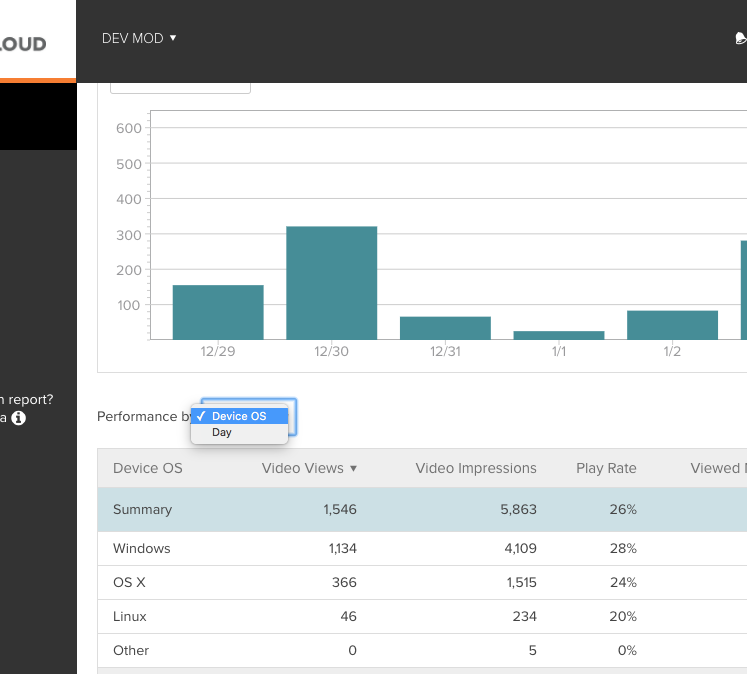 LOUD
DEV MOD
600
500
400
300
200
100
12/29 12/30 12/31 1/1 1/2
n report?
a
Performance by
✓ Device OS
Day
Device OS Video Views ▼ Video Impressions Play Rate Viewed
Summary 1,546 5,863 26%
Windows 1,134 4,109 28%
OS X 366 1,515 24%
Linux 46 234 20%
Other 0 5 0%